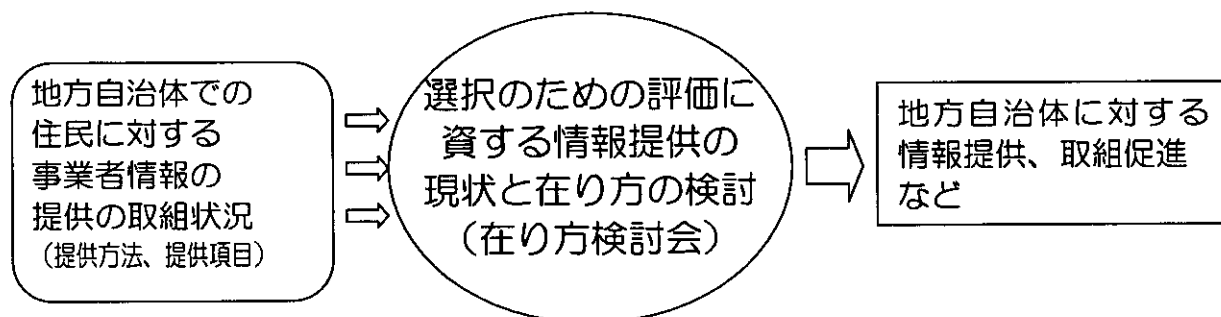 地方自治体での
住民に対する
事業者情報の
提供の取組状況
（提供方法、提供項目）
選択のための評価に
資する情報提供の
現状と在り方の検討
（在り方検討会）
地方自治体に対する
情報提供、取組促進
など